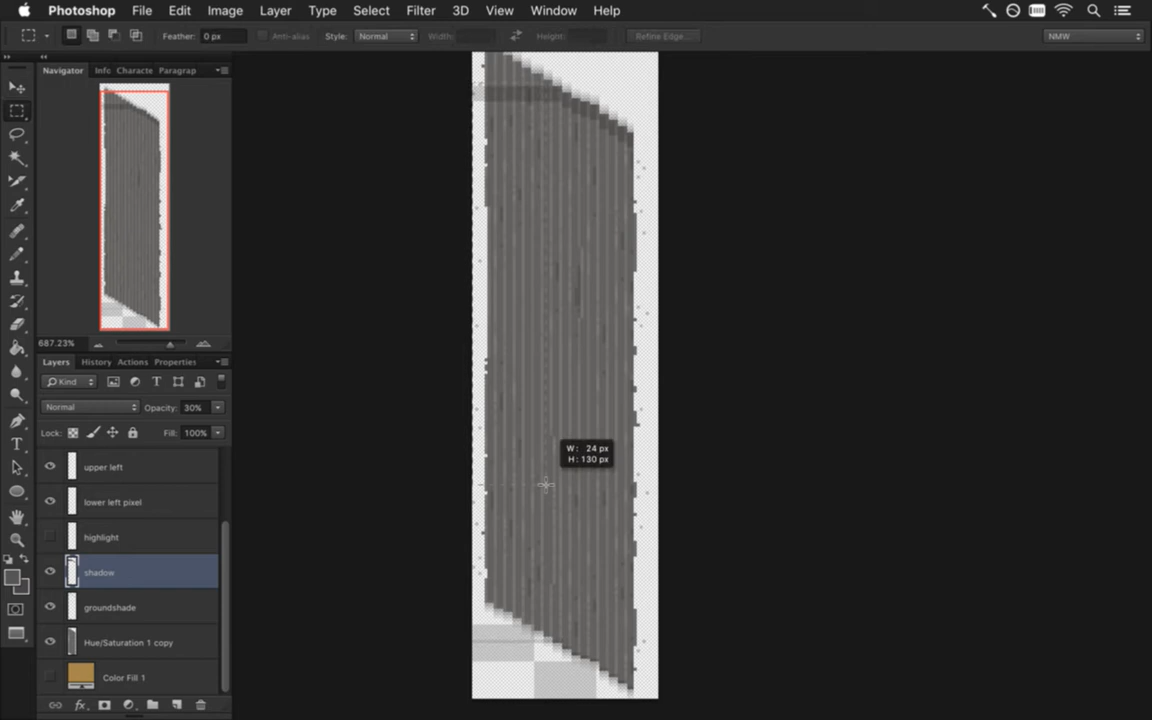 Photoshop File Edit Image Layer Type Select Filter 3D View Window Help
Feather: 0 px Anti-alias Style: Normal Width: Height: Refine Edge... NMW
Navigator Info Characte Paragrap
687.23%
Layers History Actions Properties
Kind
Normal Opacity: 30%
Lock: Fill: 100%
upper left
lower left pixel
highlight
shadow
groundshade
Hue/Saturation 1 copy
Color Fill 1
W: 24 px
H: 130 px